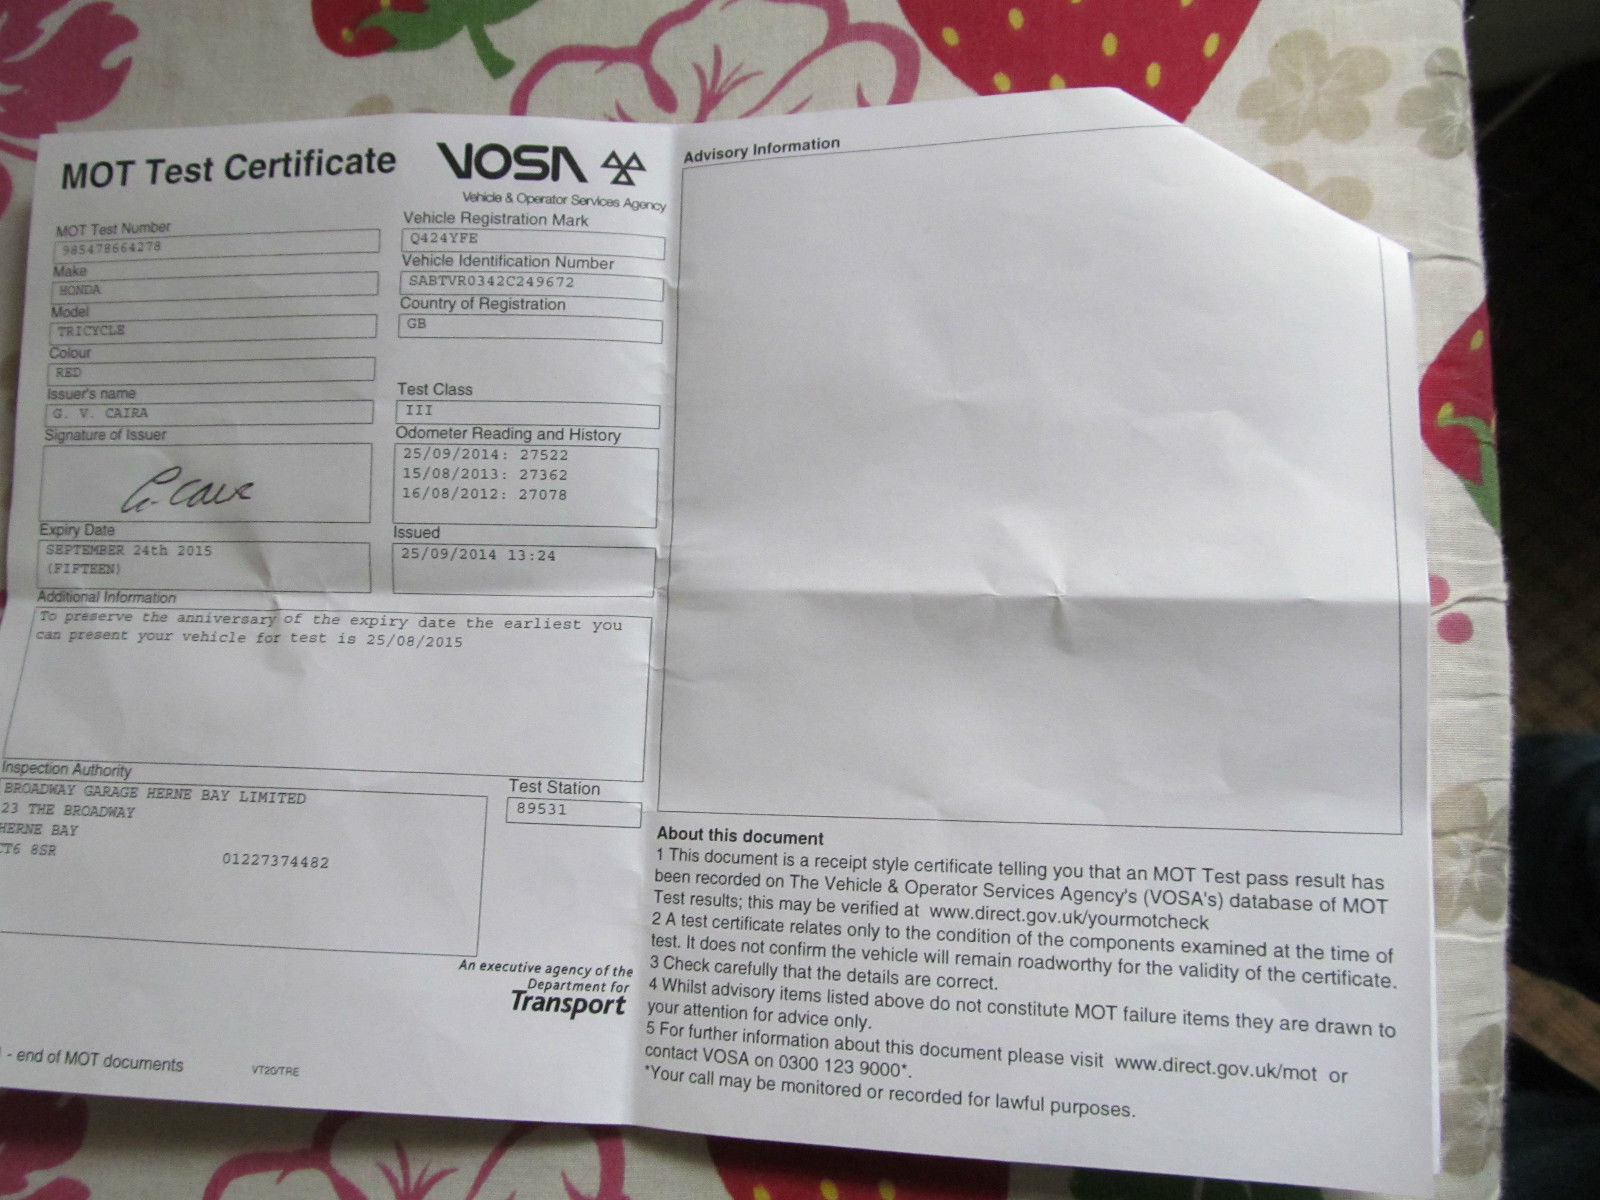 MOT Test Certificate
VOSA
Vehicle & Operator Services Agency
MOT Test Number
985478664278
Make
HONDA
Model
TRICYCLE
Colour
RED
Issuer's name
G. V. CAIRA
Signature of Issuer
Expiry Date
SEPTEMBER 24th 2015
(FIFTEEN)
Vehicle Registration Mark
Q424YFE
Vehicle Identification Number
SABTVR0342C249672
Country of Registration
GB
Test Class
III
Odometer Reading and History
25/09/2014: 27522
15/08/2013: 27362
16/08/2012: 27078
Issued
25/09/2014 13:24
Additional Information
To preserve the anniversary of the expiry date the earliest you
can present your vehicle for test is 25/08/2015
Inspection Authority
BROADWAY GARAGE HERNE BAY LIMITED
23 THE BROADWAY
HERNE BAY
CT6 8SR 01227374482
Test Station
89531
An executive agency of the
Department for
Transport
- end of MOT documents
VT20/TRE
Advisory Information
About this document
1 This document is a receipt style certificate telling you that an MOT Test pass result has
been recorded on The Vehicle & Operator Services Agency's (VOSA's) database of MOT
Test results; this may be verified at www.direct.gov.uk/yourmotcheck
2 A test certificate relates only to the condition of the components examined at the time of
test. It does not confirm the vehicle will remain roadworthy for the validity of the certificate.
3 Check carefully that the details are correct.
4 Whilst advisory items listed above do not constitute MOT failure items they are drawn to
your attention for advice only.
5 For further information about this document please visit www.direct.gov.uk/mot or
contact VOSA on 0300 123 9000*.
*Your call may be monitored or recorded for lawful purposes.